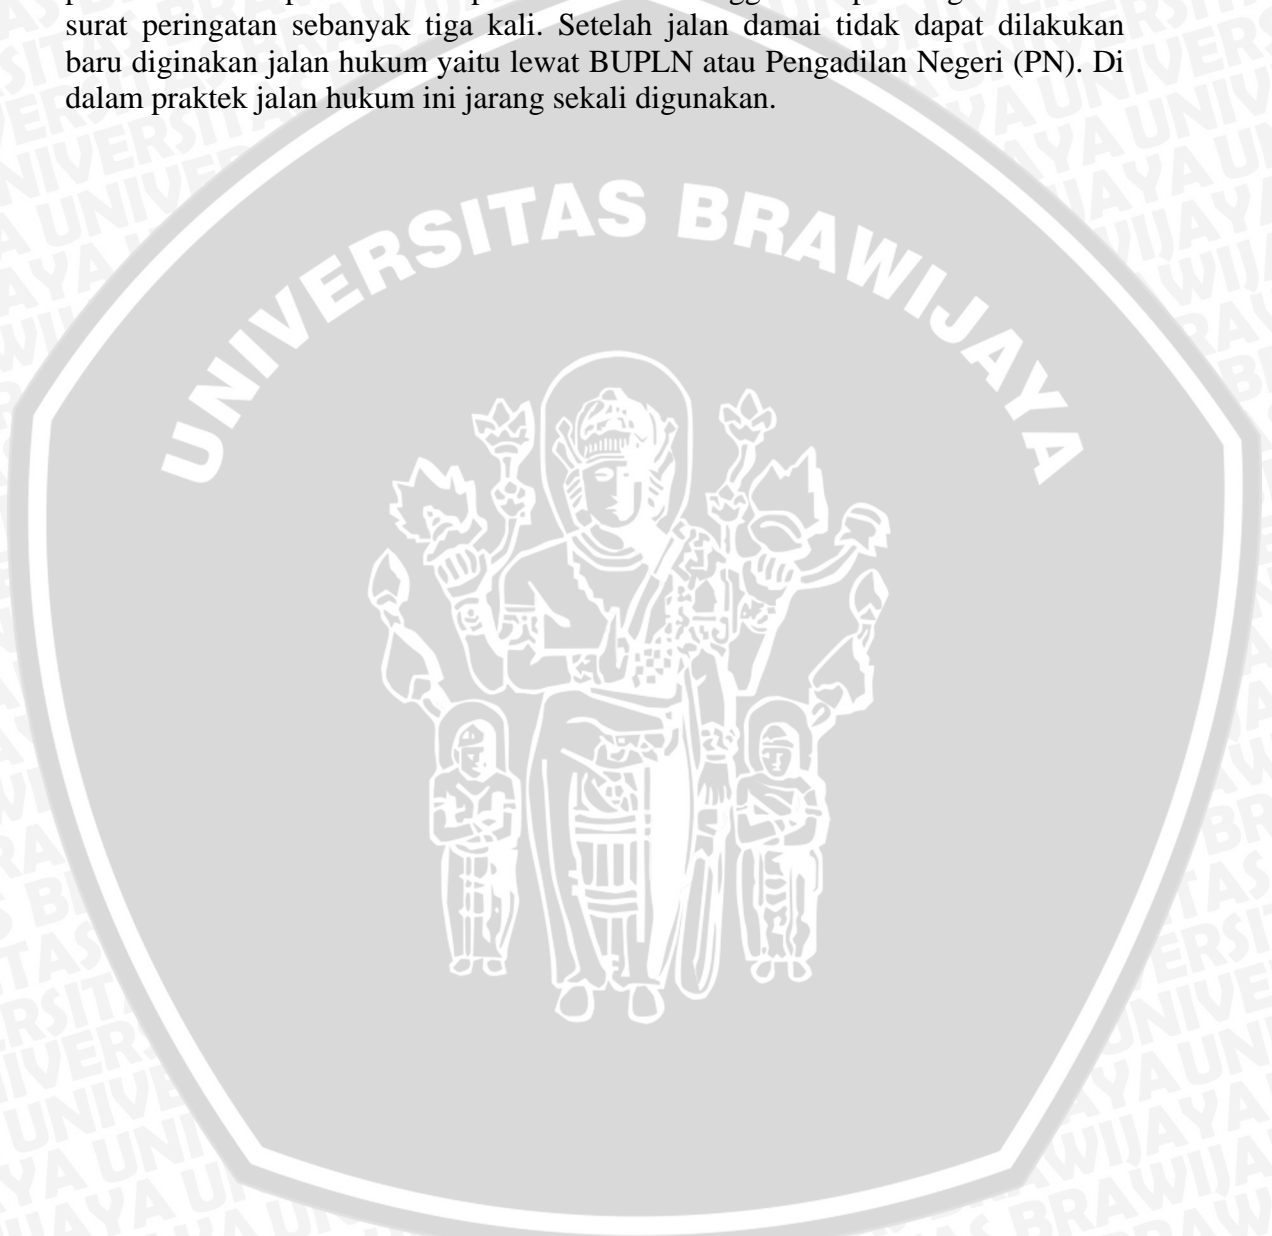 surat peringatan sebanyak tiga kali. Setelah jalan damai tidak dapat dilakukan
baru diginakan jalan hukum yaitu lewat BUPLN atau Pengadilan Negeri (PN). Di
dalam praktek jalan hukum ini jarang sekali digunakan.
UNIVERSITAS BRAWIJAYA